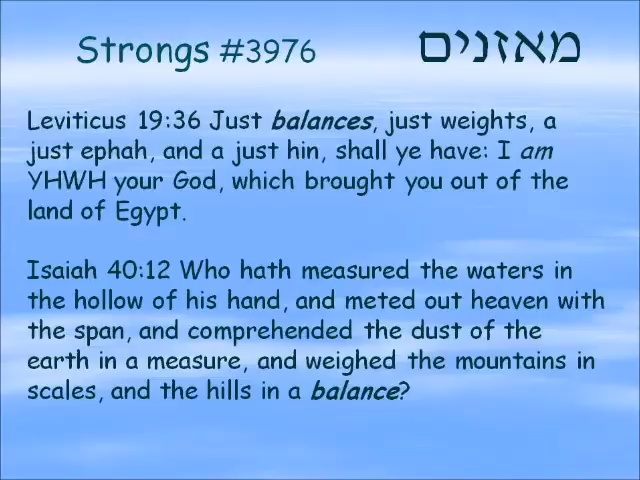 Strongs #3976 מאזנים
Leviticus 19:36 Just balances, just weights, a
just ephah, and a just hin, shall ye have: I am
YHWH your God, which brought you out of the
land of Egypt.
Isaiah 40:12 Who hath measured the waters in
the hollow of his hand, and meted out heaven with
the span, and comprehended the dust of the
earth in a measure, and weighed the mountains in
scales, and the hills in a balance?